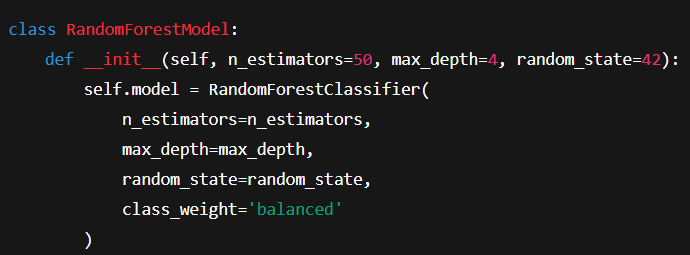 class RandomForestModel:
    def __init__(self, n_estimators=50, max_depth=4, random_state=42):
        self.model = RandomForestClassifier(
            n_estimators=n_estimators,
            max_depth=max_depth,
            random_state=random_state,
            class_weight='balanced'
        )